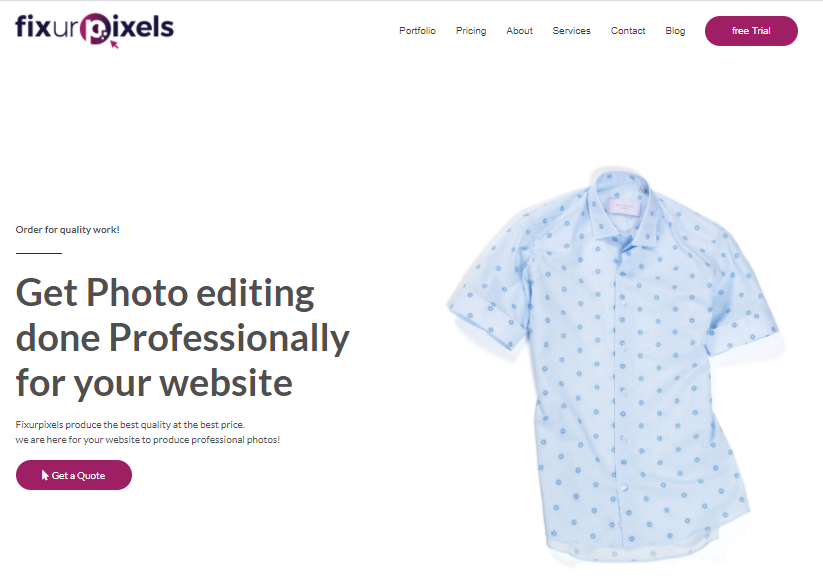 fixurpixels
Portfolio Pricing About Services Contact Blog free Trial
Order for quality work!
Get Photo editing
done Professionally
for your website
Fixurpixels produce the best quality at the best price.
we are here for your website to produce professional photos!
Get a Quote